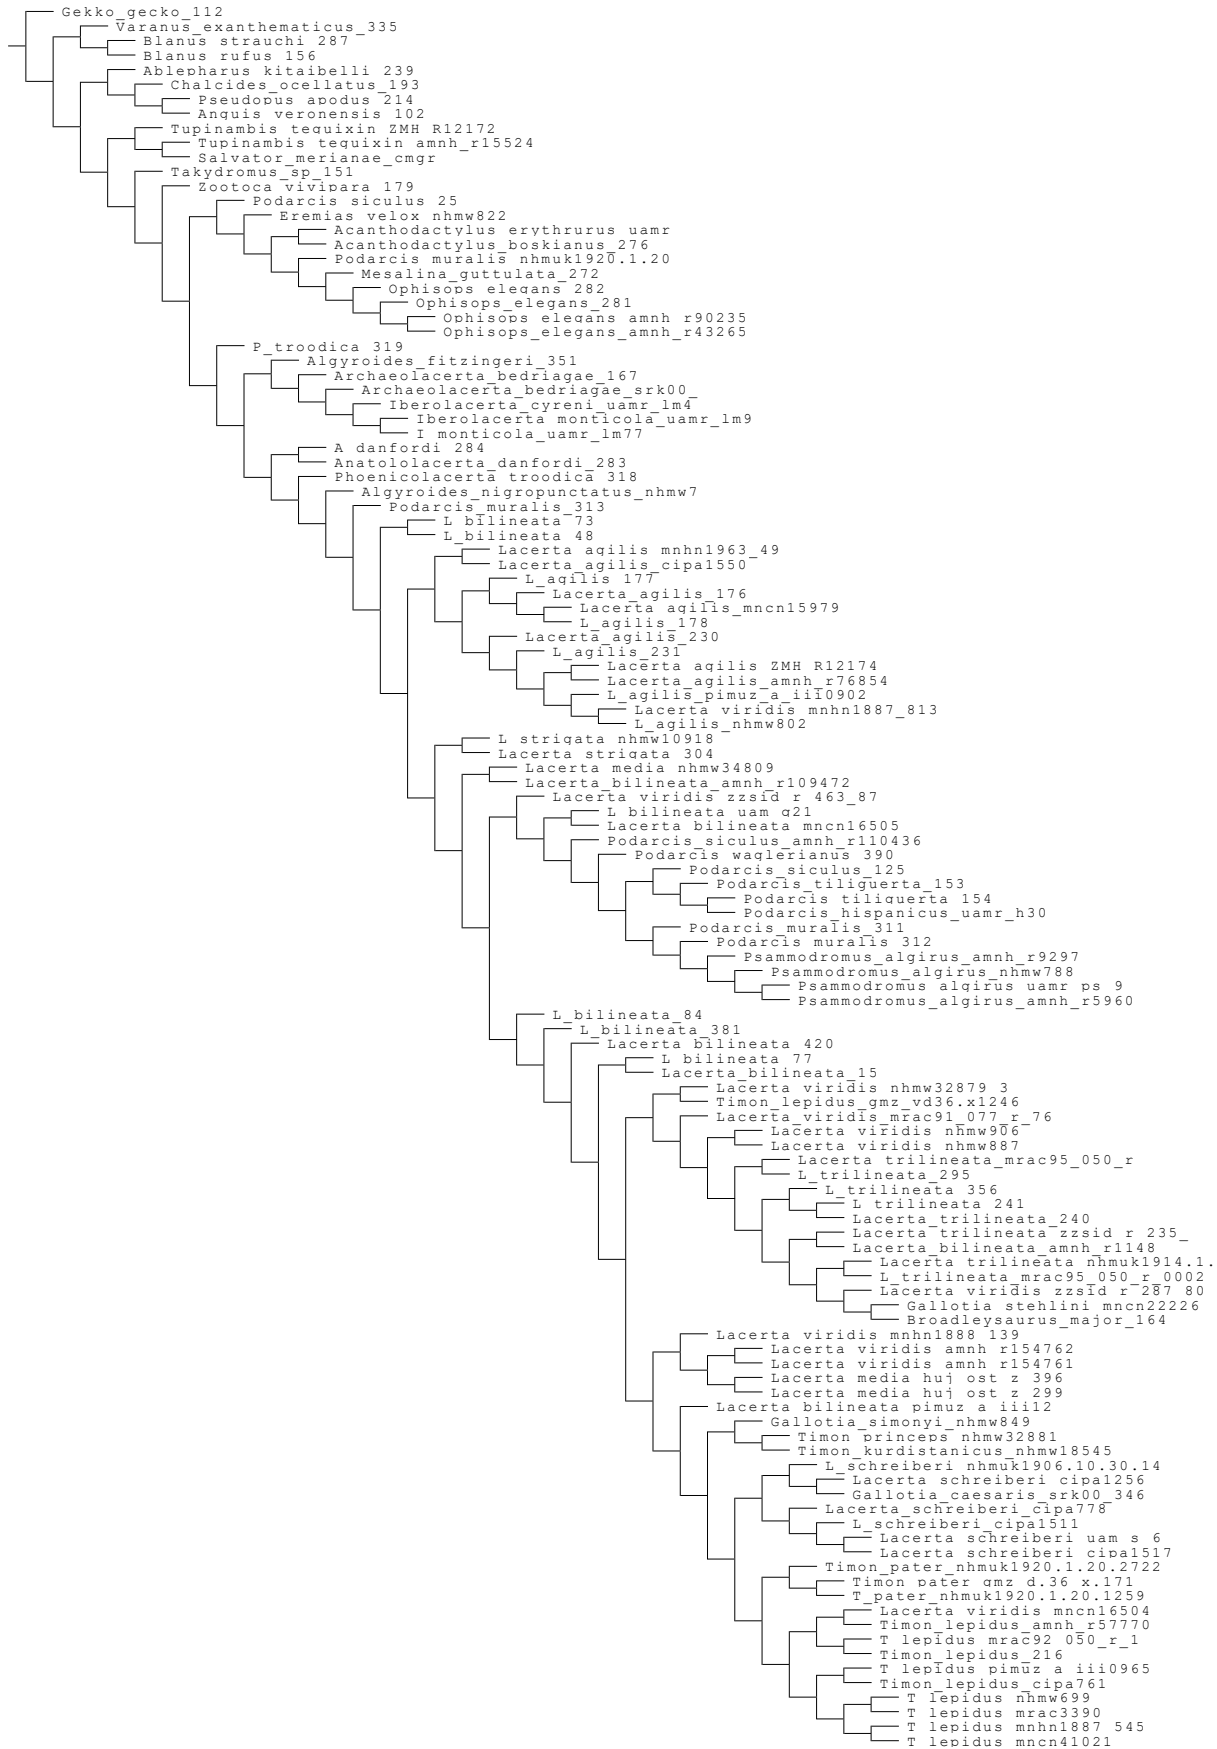 Gekko_gecko_112
Varanus_exanthematicus_335
Blanus_strauchi_287
Blanus_rufus_156
Ablepharus_kitaibelli_239
Chalcides_ocellatus_193
Pseudopus_apodus_214
Anguis_veronensis_102
Tupinambis_teguixin_ZMH_R12172
Tupinambis_teguixin_amnh_r15524
Salvator_merianae_cmgr
Takydromus_sp_151
Zootoca_vivipara_179
Podarcis_siculus_25
Eremias_velox_nhmw822
Acanthodactylus_erythrurus_uamr
Acanthodactylus_boskianus_276
Podarcis_muralis_nhmuk1920.1.20
Mesalina_guttulata_272
Ophisops_elegans_282
Ophisops_elegans_281
Ophisops_elegans_amnh_r90235
Ophisops_elegans_amnh_r43265
P_troodica_319
Algyroides_fitzingeri_351
Archaeolacerta_bedriagae_167
Archaeolacerta_bedriagae_srk00_
Iberolacerta_cyreni_uamr_lm4
Iberolacerta_monticola_uamr_lm9
I_monticola_uamr_lm77
A_danfordi_284
Anatololacerta_danfordi_283
Phoenicolacerta_troodica_318
Algyroides_nigropunctatus_nhmw7
Podarcis_muralis_313
L_bilineata_73
L_bilineata_48
Lacerta_agilis_mnhn1963_49
Lacerta_agilis_cipa1550
L_agilis_177
Lacerta_agilis_176
Lacerta_agilis_mncn15979
L_agilis_178
Lacerta_agilis_230
L_agilis_231
Lacerta_agilis_ZMH_R12174
Lacerta_agilis_amnh_r76854
L_agilis_pimuz_a_iii0902
Lacerta_viridis_mnhn1887_813
L_agilis_nhmw802
L_strigata_nhmw10918
Lacerta_strigata_304
Lacerta_media_nhmw34809
Lacerta_bilineata_amnh_r109472
Lacerta_viridis_zzsid_r_463_87
L_bilineata_uam_g21
Lacerta_bilineata_mncn16505
Podarcis_siculus_amnh_r110436
Podarcis_waglerianus_390
Podarcis_siculus_125
Podarcis_tiliguerta_153
Podarcis_tiliguerta_154
Podarcis_hispanicus_uamr_h30
Podarcis_muralis_311
Podarcis_muralis_312
Psammodromus_algirus_amnh_r9297
Psammodromus_algirus_nhmw788
Psammodromus_algirus_uamr_ps_9
Psammodromus_algirus_amnh_r5960
L_bilineata_84
L_bilineata_381
Lacerta_bilineata_420
L_bilineata_77
Lacerta_bilineata_15
Lacerta_viridis_nhmw32879_3
Timon_lepidus_gmz_vd36.x1246
Lacerta_viridis_mrac91_077_r_76
Lacerta_viridis_nhmw906
Lacerta_viridis_nhmw887
Lacerta_trilineata_mrac95_050_r
L_trilineata_295
L_trilineata_356
L_trilineata_241
Lacerta_trilineata_240
Lacerta_trilineata_zzsid_r_235_
Lacerta_bilineata_amnh_r1148
Lacerta_trilineata_nhmuk1914.1.
L_trilineata_mrac95_050_r_0002
Lacerta_viridis_zzsid_r_287_80
Gallotia_stehlini_mncn22226
Broadleysaurus_major_164
Lacerta_viridis_mnhn1888_139
Lacerta_viridis_amnh_r154762
Lacerta_viridis_amnh_r154761
Lacerta_media_huj_ost_z_396
Lacerta_media_huj_ost_z_299
Lacerta_bilineata_pimuz_a_iii12
Gallotia_simonyi_nhmw849
Timon_princeps_nhmw32881
Timon_kurdistanicus_nhmw18545
L_schreiberi_nhmuk1906.10.30.14
Lacerta_schreiberi_cipa1256
Gallotia_caesaris_srk00_346
Lacerta_schreiberi_cipa778
L_schreiberi_cipa1511
Lacerta_schreiberi_uam_s_6
Lacerta_schreiberi_cipa1517
Timon_pater_nhmuk1920.1.20.2722
Timon_pater_gmz_d.36_x.171
T_pater_nhmuk1920.1.20.1259
Lacerta_viridis_mncn16504
Timon_lepidus_amnh_r57770
T_lepidus_mrac92_050_r_1
Timon_lepidus_216
T_lepidus_pimuz_a_iii0965
Timon_lepidus_cipa761
T_lepidus_nhmw699
T_lepidus_mrac3390
T_lepidus_mnhn1887_545
T_lepidus_mncn41021